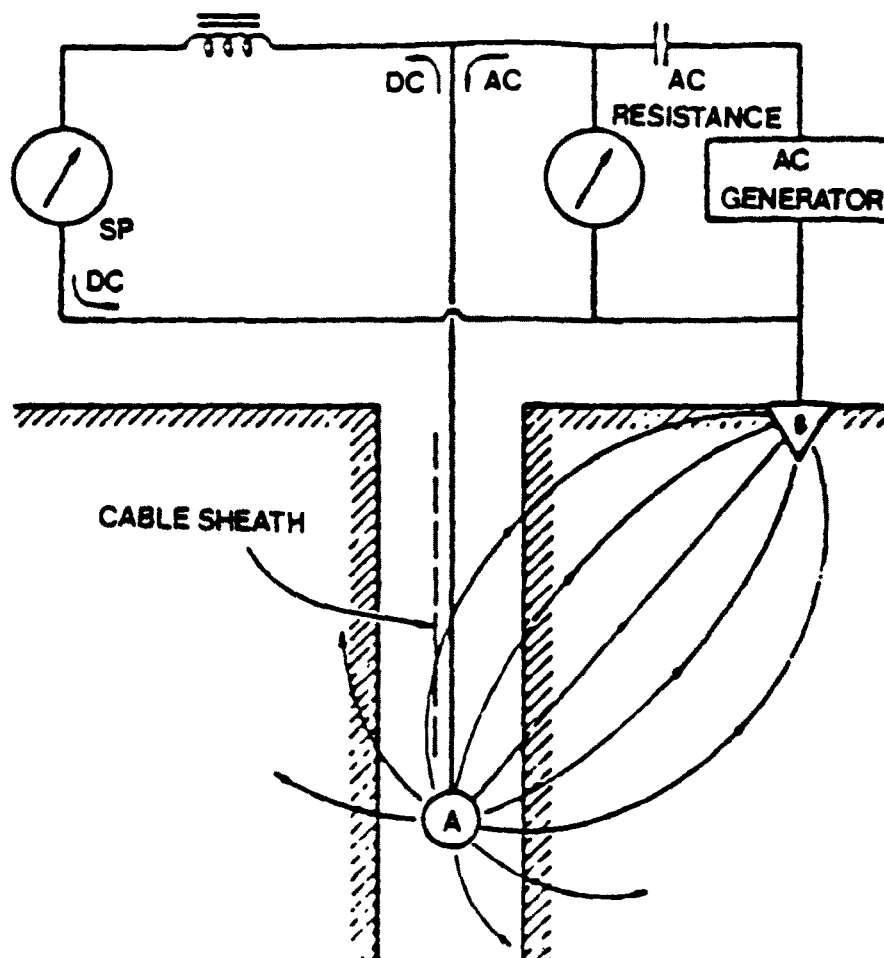 DC
AC
AC
RESISTANCE
AC
GENERATOR
SP
DC
B
CABLE SHEATH
A